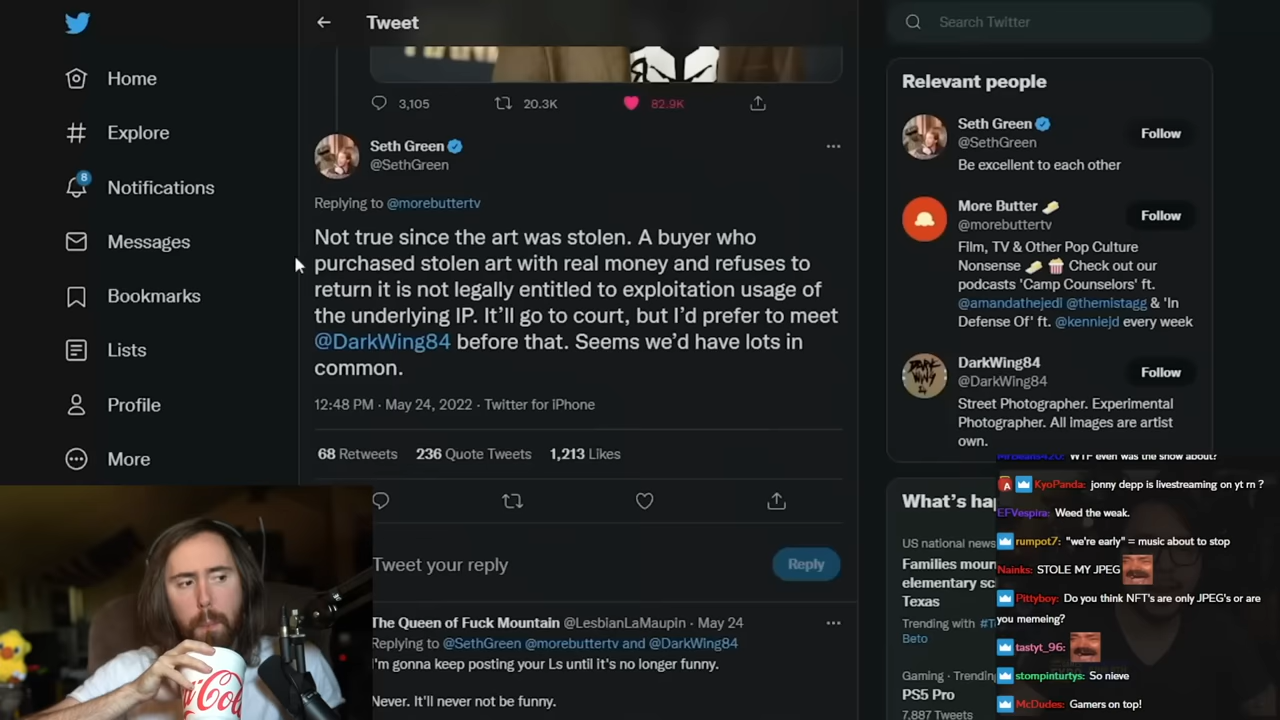 Home
Explore
8
Notifications
Messages
Bookmarks
Lists
Profile
More
Tweet
3,105
20.3K
82.9K
Seth Green
@SethGreen
Replying to @morebuttertv
Not true since the art was stolen. A buyer who
purchased stolen art with real money and refuses to
return it is not legally entitled to exploitation usage of
the underlying IP. It'll go to court, but I'd prefer to meet
@DarkWing84 before that. Seems we'd have lots in
common.
12:48 PM · May 24, 2022 · Twitter for iPhone
68 Retweets 236 Quote Tweets 1,213 Likes
Tweet your reply
Reply
The Queen of Fuck Mountain @LesbianLaMaupin · May 24
Replying to @SethGreen @morebuttertv and @DarkWing84
I'm gonna keep posting your Ls until it's no longer funny.
Never. It'll never not be funny.
Search Twitter
Relevant people
Seth Green
@SethGreen
Follow
Be excellent to each other
More Butter
@morebuttertv
Follow
Film, TV & Other Pop Culture
Nonsense Check out our
podcasts 'Camp Counselors' ft.
@amandathejedi @themistagg & 'In
Defense Of' ft. @kenniejd every week
DarkWing84
@DarkWing84
Follow
Street Photographer. Experimental
Photographer. All images are artist
own.
What's ha
US national news
Families mour
elementary sc
Texas
Trending with #T
Beto
Gaming · Trendin
PS5 Pro
7,887 Tweets
WTF even was the show about?
KyoPanda: jonny depp is livestreaming on yt rn ?
EFVespira: Weed the weak.
rumpot7: "we're early" = music about to stop
Nainks: STOLE MY JPEG
Pittyboy: Do you think NFT's are only JPEG's or are
you memeing?
tastyt_96:
stompinturtys: So nieve
McDudes: Gamers on top!